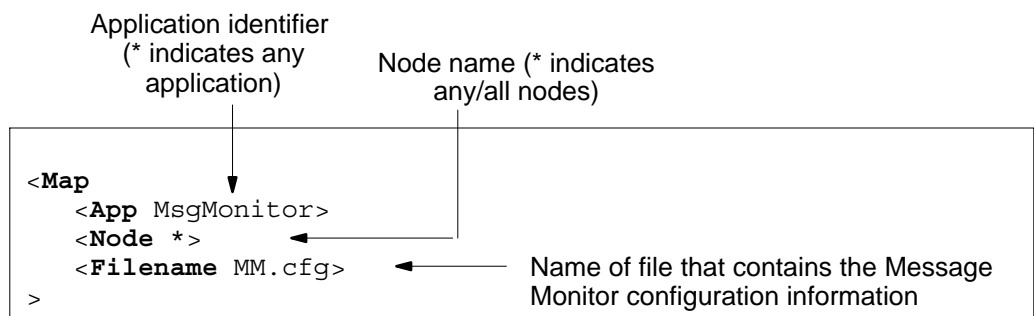 Application identifier
(* indicates any
application)
Node name (* indicates
any/all nodes)
<Map
<App MsgMonitor>
<Node *>
<Filename MM.cfg>
>
Name of file that contains the Message
Monitor configuration information